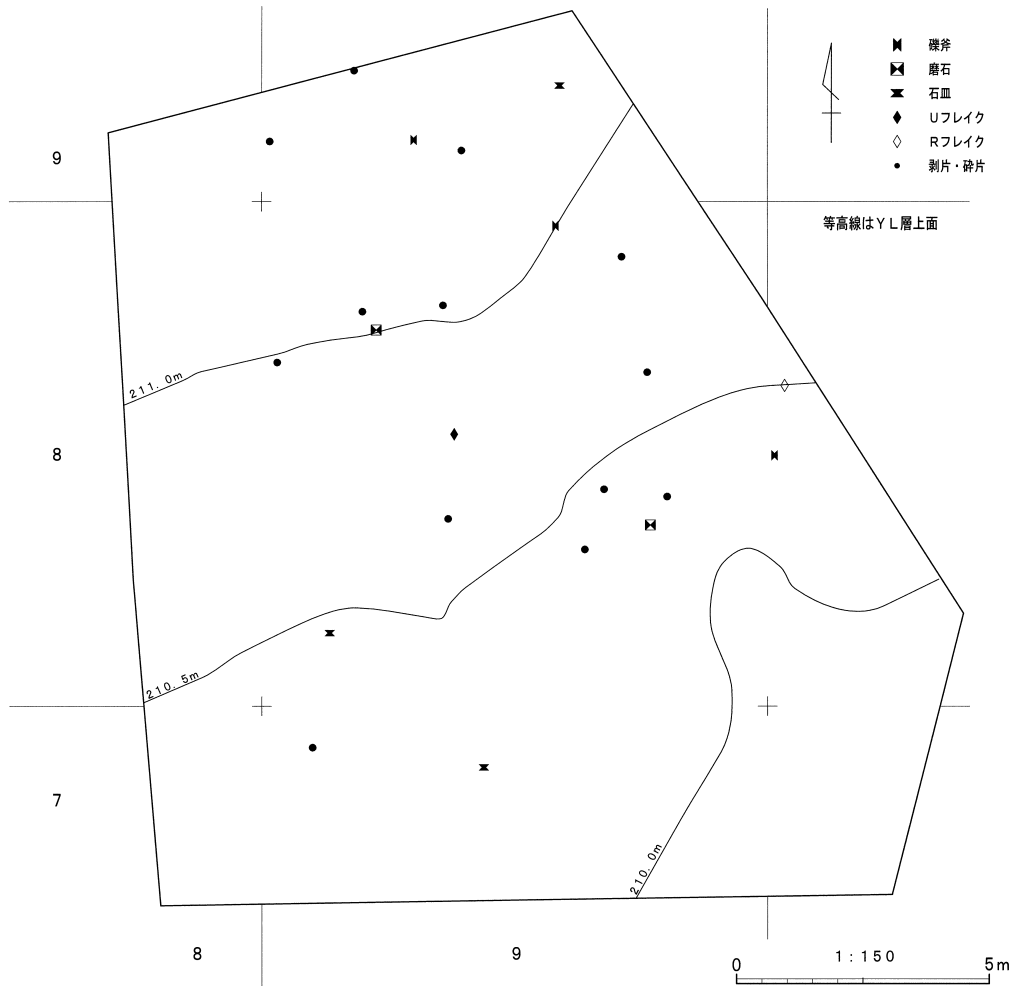 礫斧
磨石
石皿
Uフレイク
Rフレイク
剥片・砕片
等高線はＹＬ層上面
9
8
7
211.0m
210.5m
210.0m
8
9
1：150
0
5m